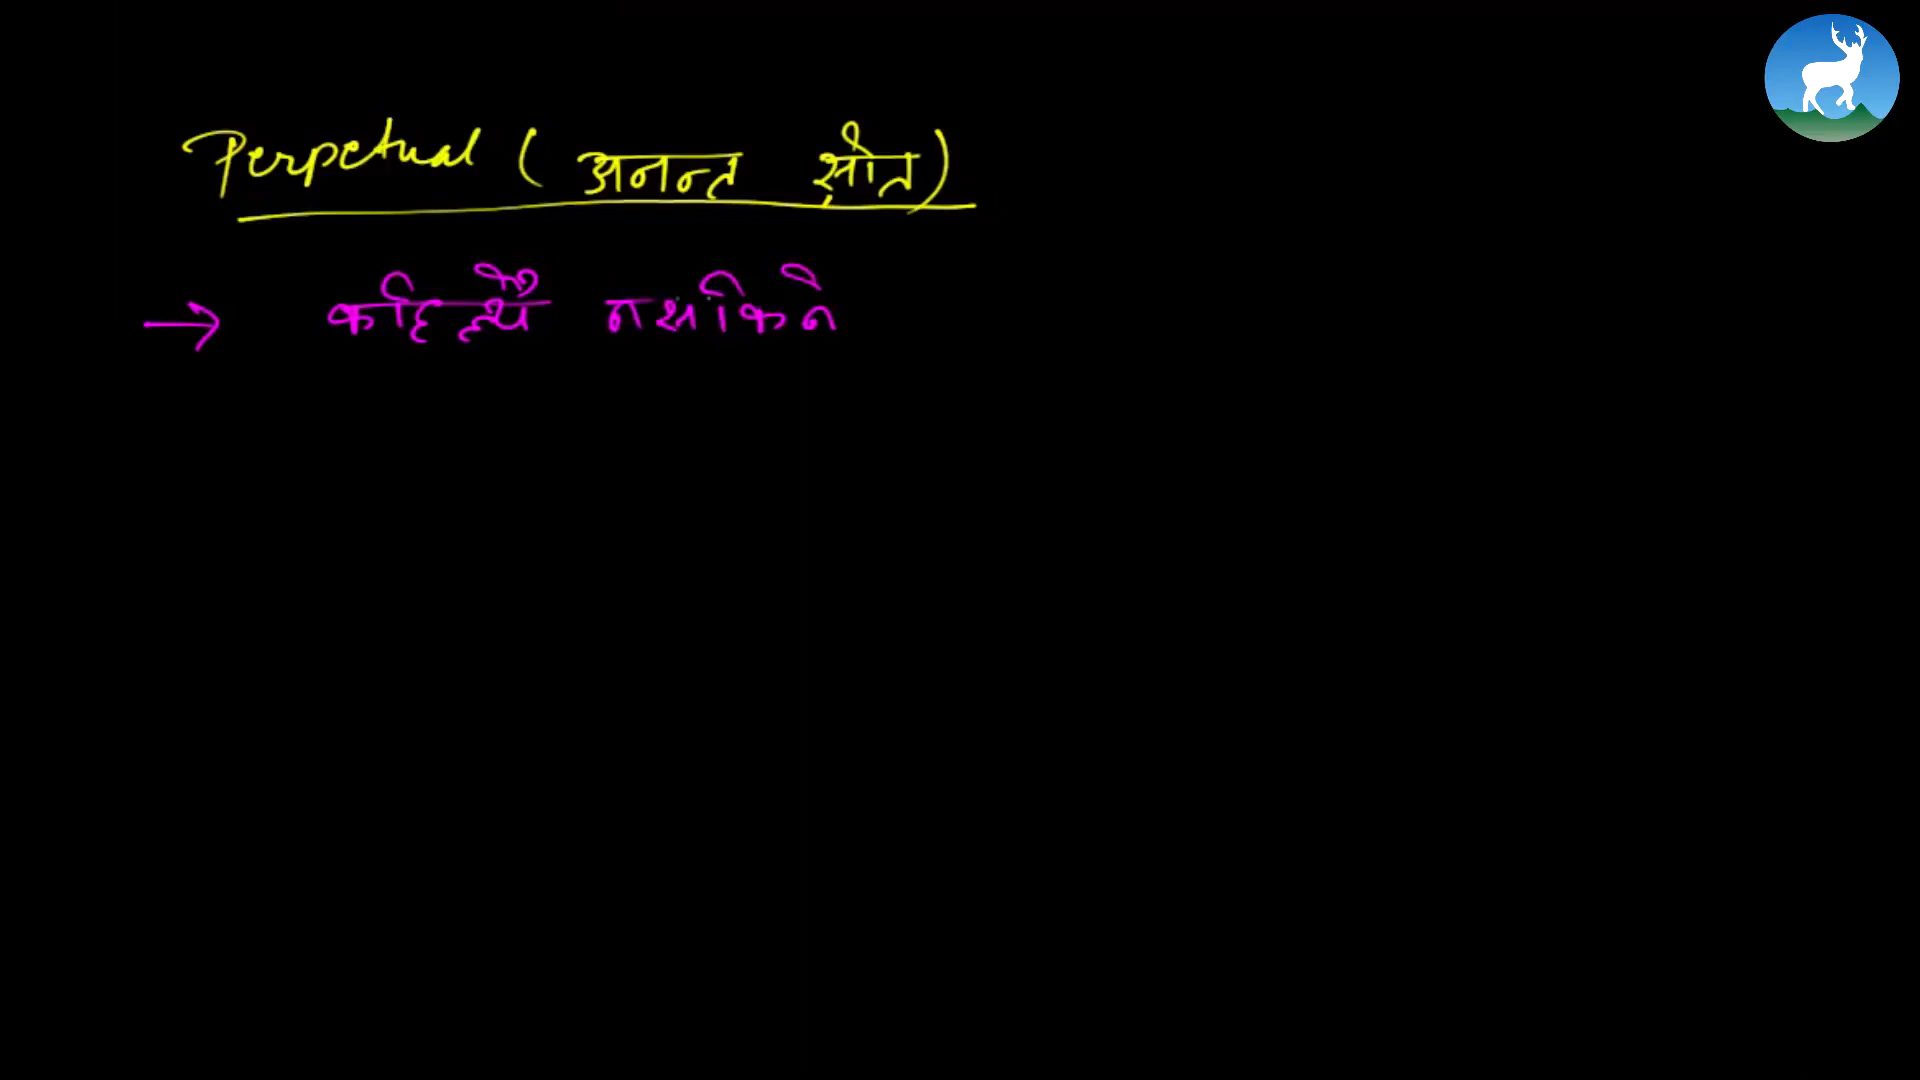 Perpetual ( अनन्त स्रोत )
→ कहिल्यै नसकिने